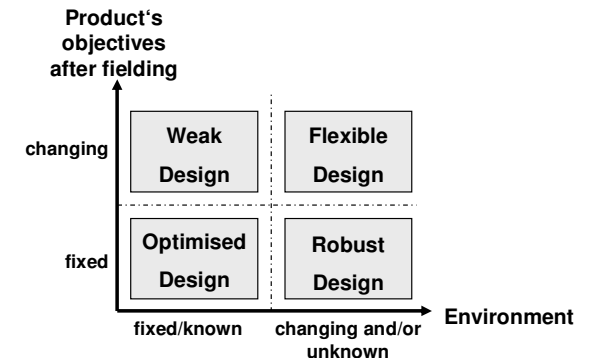 Product's
objectives
after fielding
changing
Weak
Design
Flexible
Design
fixed
Optimised
Design
Robust
Design
fixed/known
changing and/or
unknown
Environment